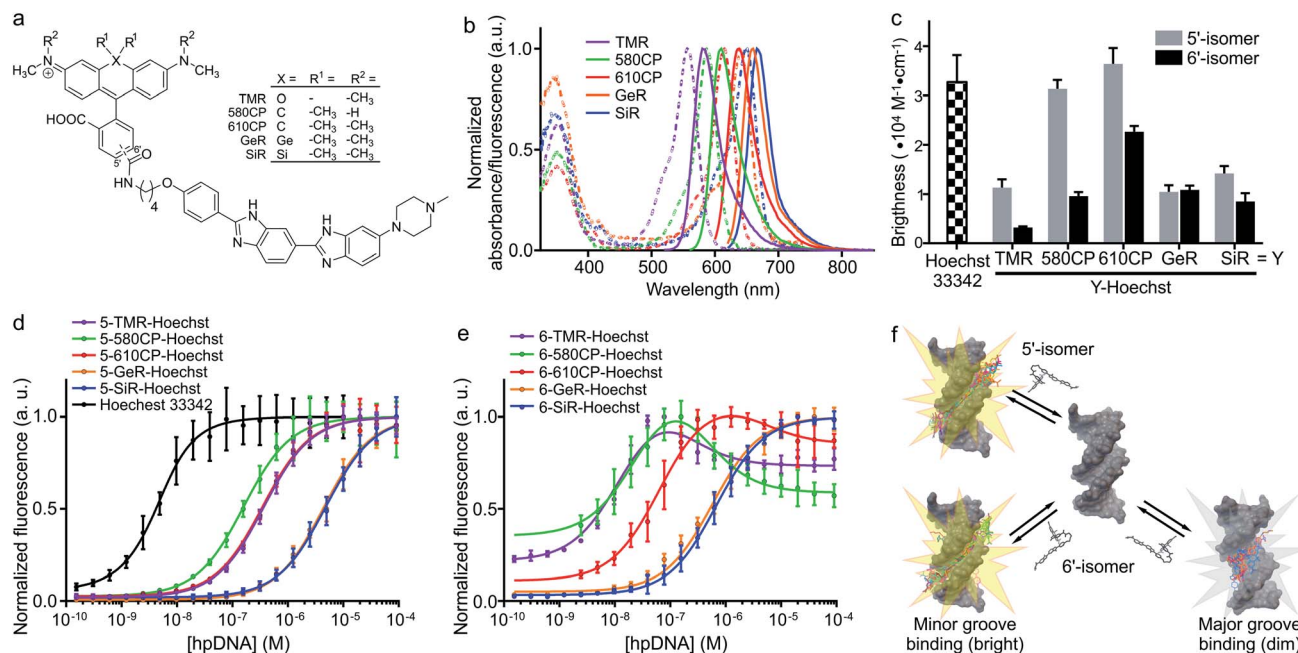 a
R² R¹ R¹ R²
H₃C N X N CH₃
HOOC
5' 6'
O
HN
4
O
N H
N
N H
N
N
N
X = R¹ = R² =
TMR O - -CH₃
580CP C -CH₃ -H
610CP C -CH₃ -CH₃
GeR Ge -CH₃ -CH₃
SiR Si -CH₃ -CH₃
b
Normalized
absorbance/fluorescence (a.u.)
1.0
0.5
0.0
400 500 600 700 800
Wavelength (nm)
TMR
580CP
610CP
GeR
SiR
c
Brigthness ( •10⁴ M⁻¹•cm⁻¹)
4
3
2
1
0
5'-isomer
6'-isomer
Hoechst
33342
TMR 580CP 610CP GeR SiR = Y
Y-Hoechst
d
5-TMR-Hoechst
5-580CP-Hoechst
5-610CP-Hoechst
5-GeR-Hoechst
5-SiR-Hoechst
Hoechest 33342
Normalized fluorescence (a. u.)
1.0
0.5
0.0
10⁻¹⁰ 10⁻⁹ 10⁻⁸ 10⁻⁷ 10⁻⁶ 10⁻⁵ 10⁻⁴
[hpDNA] (M)
e
6-TMR-Hoechst
6-580CP-Hoechst
6-610CP-Hoechst
6-GeR-Hoechst
6-SiR-Hoechst
Normalized fluorescence (a. u.)
1.0
0.5
0.0
10⁻¹⁰ 10⁻⁹ 10⁻⁸ 10⁻⁷ 10⁻⁶ 10⁻⁵ 10⁻⁴
[hpDNA] (M)
f
5'-isomer
6'-isomer
Minor groove
binding (bright)
Major groove
binding (dim)